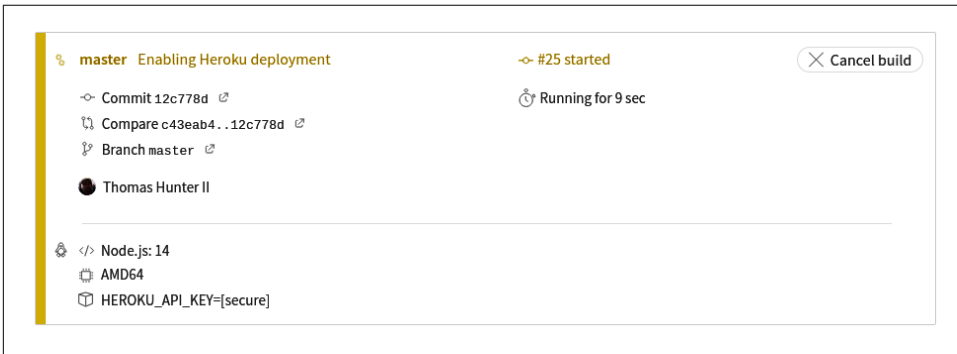 master Enabling Heroku deployment
#25 started
Cancel build
Commit 12c778d
Running for 9 sec
Compare c43eab4..12c778d
Branch master
Thomas Hunter II
</> Node.js: 14
AMD64
HEROKU_API_KEY=[secure]